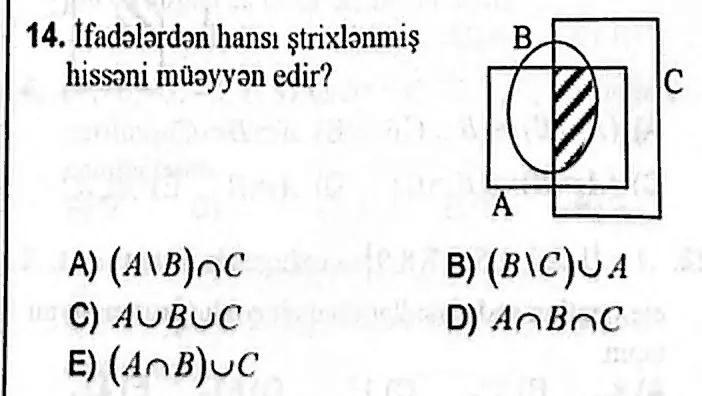 14. İfadələrdən hansı ştrixlənmiş
hissəni müəyyən edir?
B
C
A
A) (A\B)∩C
B) (B\C)∪A
C) A∪B∪C
D) A∩B∩C
E) (A∩B)∪C